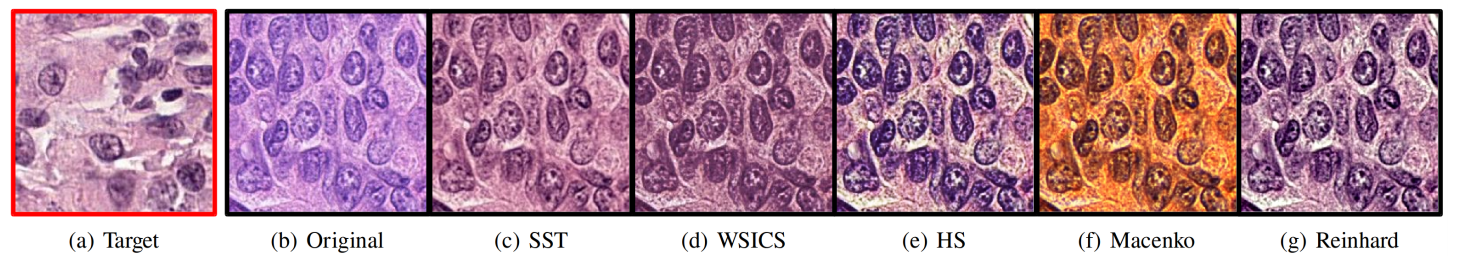 (a) Target (b) Original (c) SST (d) WSICS (e) HS (f) Macenko (g) Reinhard